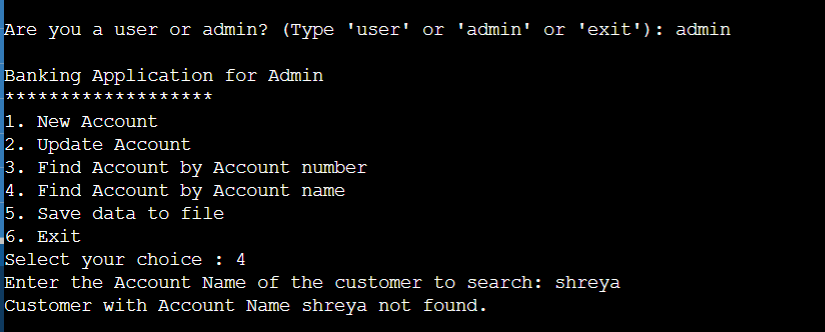 Are you a user or admin? (Type 'user' or 'admin' or 'exit'): admin
Banking Application for Admin
*******************
1. New Account
2. Update Account
3. Find Account by Account number
4. Find Account by Account name
5. Save data to file
6. Exit
Select your choice : 4
Enter the Account Name of the customer to search: shreya
Customer with Account Name shreya not found.